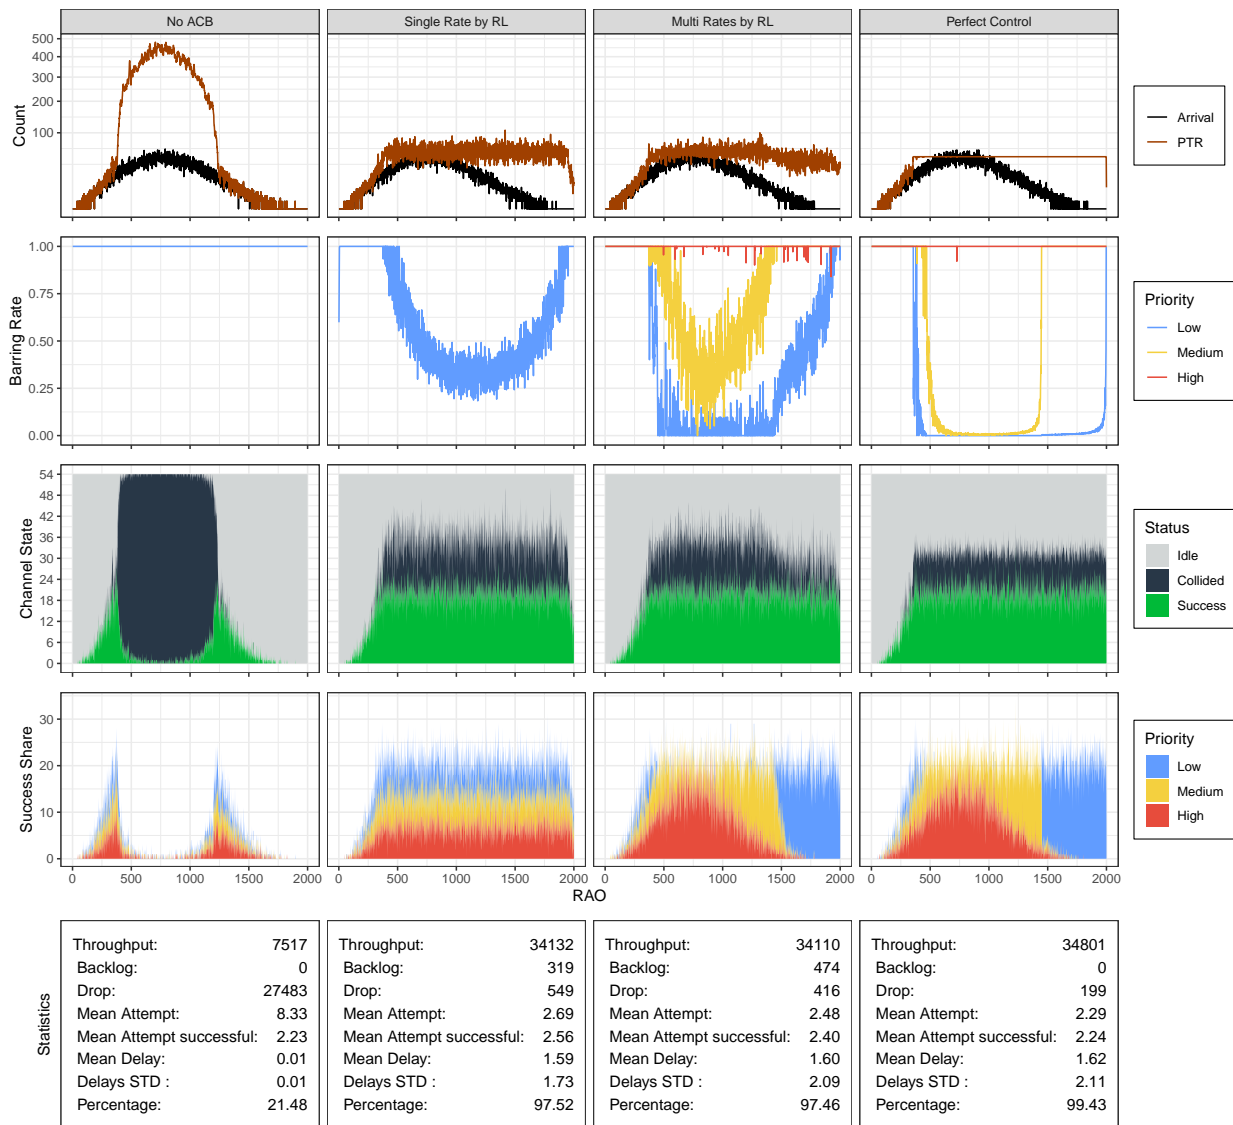 No ACB
Single Rate by RL
Multi Rates by RL
Perfect Control
Count
500
400
300
200
100
Arrival
PTR
Barring Rate
1.00
0.75
0.50
0.25
0.00
Priority
Low
Medium
High
Channel State
54
48
42
36
30
24
18
12
6
0
Status
Idle
Collided
Success
Success Share
30
20
10
0
Priority
Low
Medium
High
0 500 1000 1500 2000 0 500 1000 1500 2000 0 500 1000 1500 2000 0 500 1000 1500 2000
RAO
Statistics
Throughput: 7517
Backlog: 0
Drop: 27483
Mean Attempt: 8.33
Mean Attempt successful: 2.23
Mean Delay: 0.01
Delays STD : 0.01
Percentage: 21.48
Throughput: 34132
Backlog: 319
Drop: 549
Mean Attempt: 2.69
Mean Attempt successful: 2.56
Mean Delay: 1.59
Delays STD : 1.73
Percentage: 97.52
Throughput: 34110
Backlog: 474
Drop: 416
Mean Attempt: 2.48
Mean Attempt successful: 2.40
Mean Delay: 1.60
Delays STD : 2.09
Percentage: 97.46
Throughput: 34801
Backlog: 0
Drop: 199
Mean Attempt: 2.29
Mean Attempt successful: 2.24
Mean Delay: 1.62
Delays STD : 2.11
Percentage: 99.43